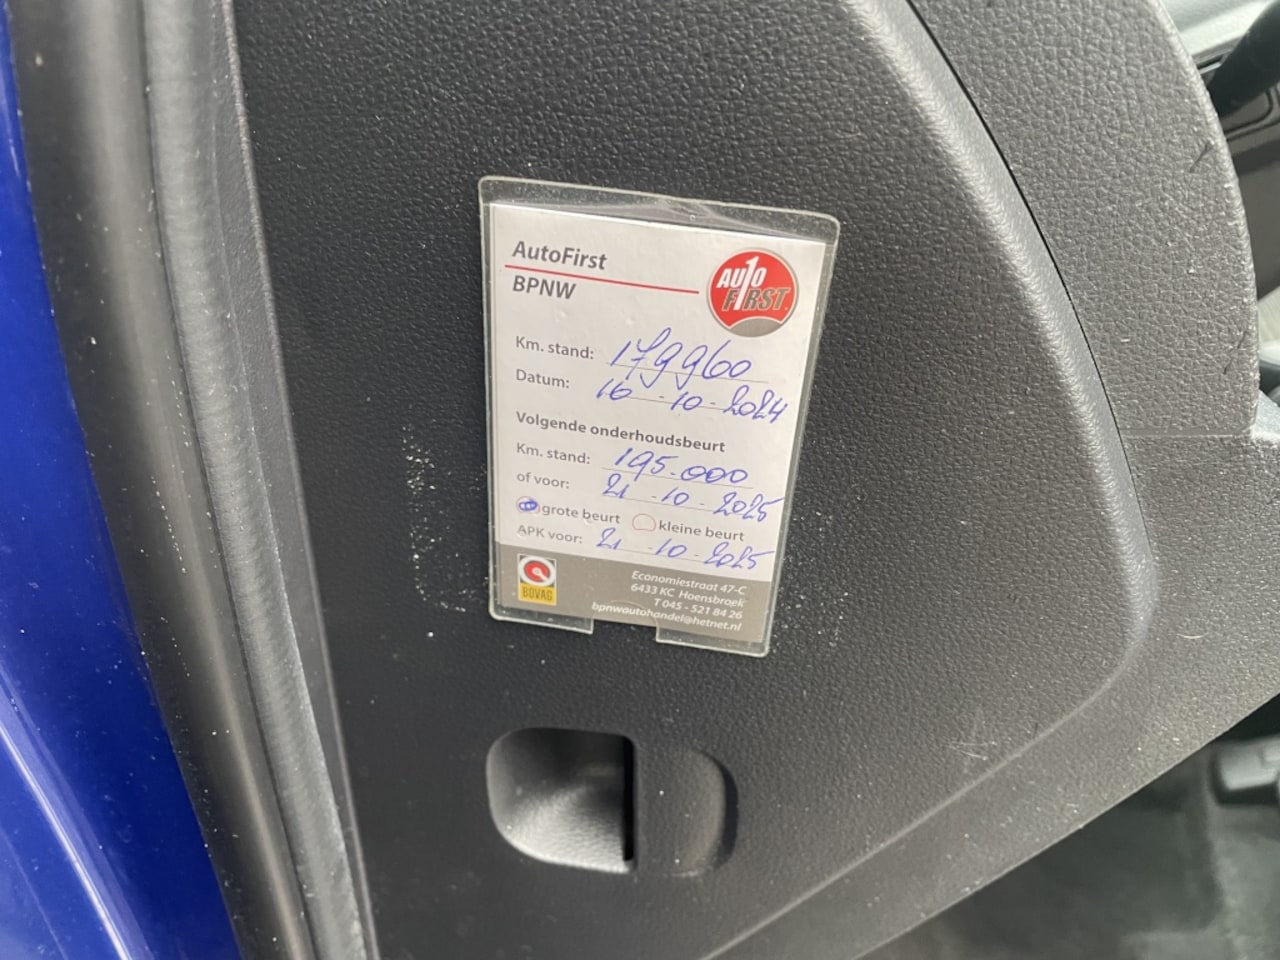 AutoFirst
BPNW
AUTO
FIRST
Km. stand: 179960
Datum: 16-10-2024
Volgende onderhoudsbeurt
Km. stand: 195.000
of voor: 21-10-2025
grote beurt kleine beurt
APK voor: 21-10-2025
BOVAG
Economiestraat 47-C
6433 KC Hoensbroek
T 045 - 521 84 26
bpnwautohandel@hetnet.nl